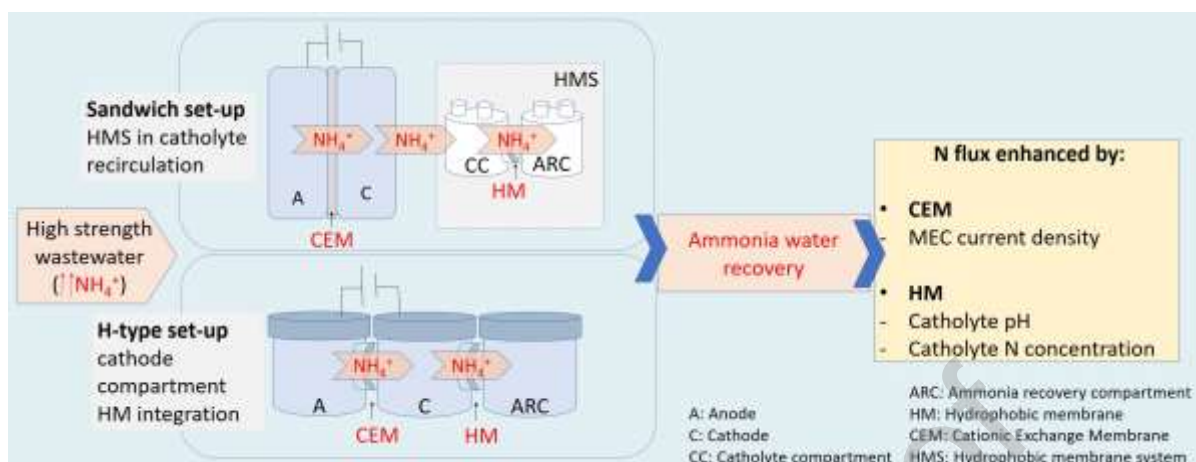 High strength
wastewater
(↑↑NH₄⁺)
Sandwich set-up
HMS in catholyte
recirculation
NH₄⁺
NH₄⁺
NH₄⁺
HMS
A
C
CC
ARC
HM
CEM
H-type set-up
cathode
compartment
HM integration
NH₄⁺
NH₄⁺
A
C
ARC
CEM
HM
Ammonia water
recovery
N flux enhanced by:
• CEM
- MEC current density
• HM
- Catholyte pH
- Catholyte N concentration
A: Anode
C: Cathode
CC: Catholyte compartment
ARC: Ammonia recovery compartment
HM: Hydrophobic membrane
CEM: Cationic Exchange Membrane
HMS: Hydrophobic membrane system